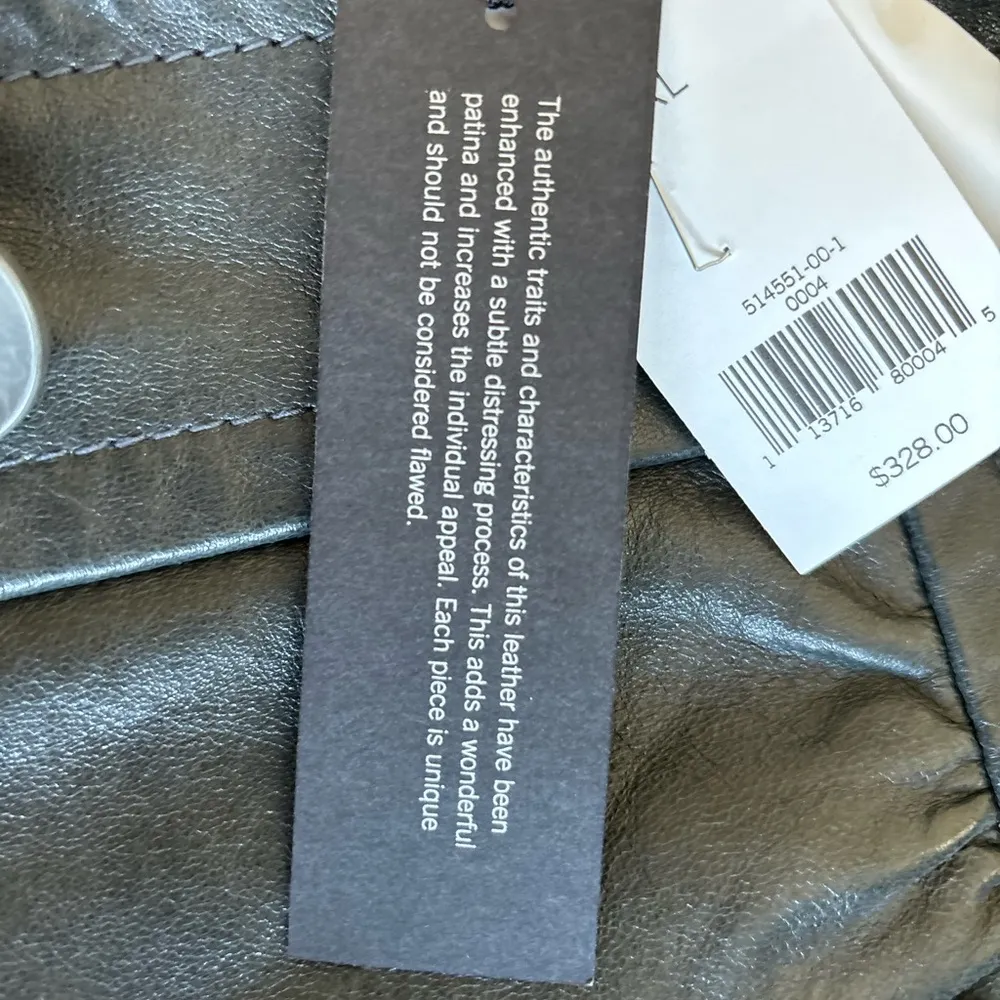 The authentic traits and characteristics of this leather have been
enhanced with a subtle distressing process. This adds a wonderful
patina and increases the individual appeal. Each piece is unique
and should not be considered flawed.
514551-00-1
0004
1 13716 80004 5
$328.00